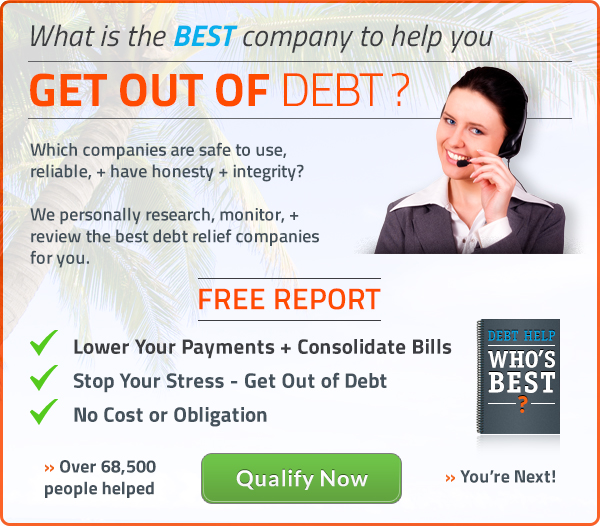 What is the BEST company to help you
GET OUT OF DEBT?
Which companies are safe to use,
reliable, + have honesty + integrity?
We personally research, monitor, +
review the best debt relief companies
for you.
FREE REPORT
Lower Your Payments + Consolidate Bills
Stop Your Stress - Get Out of Debt
No Cost or Obligation
DEBT HELP
WHO'S
BEST
?
» Over 68,500
people helped
Qualify Now
» You're Next!